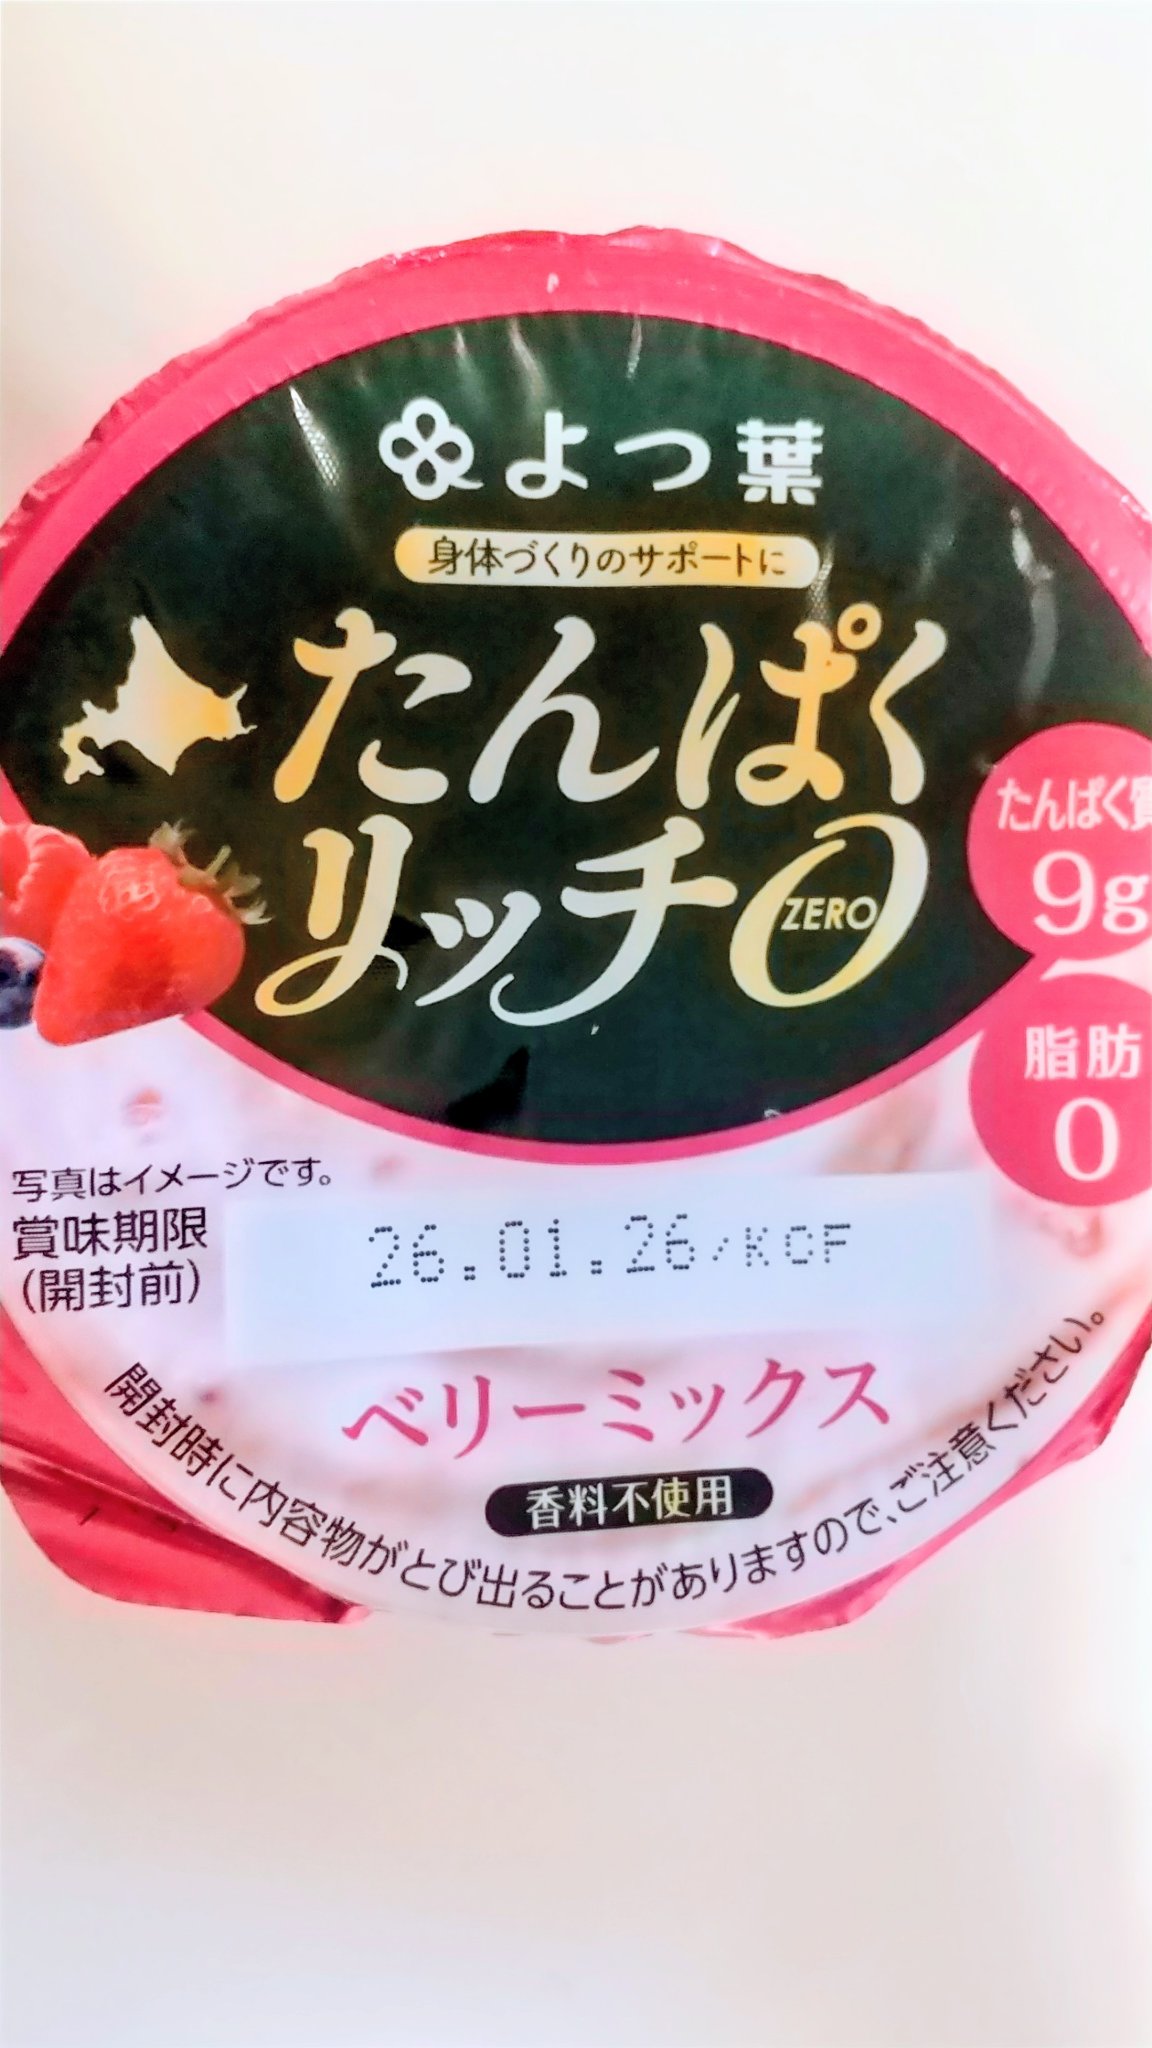 よつ葉
身体づくりのサポートに
たんぱく
リッチ0
ZERO
たんぱく質
9g
脂肪
0
写真はイメージです。
賞味期限
(開封前)
26.01.26/KCF
ベリーミックス
香料不使用
開封時に内容物がとび出ることがありますので、ご注意ください。